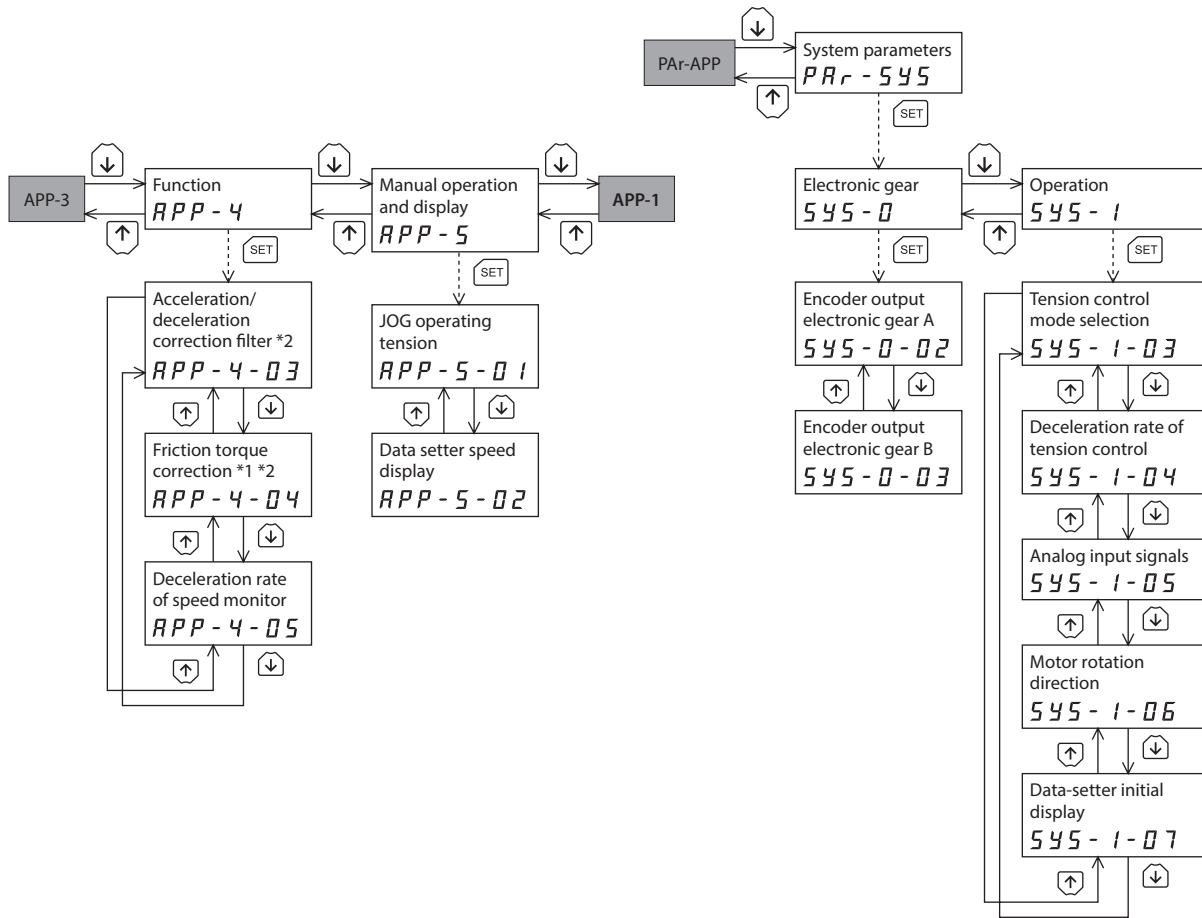 APP-3
Function
APP-4
SET
Acceleration/
deceleration
correction filter *2
APP-4-03
Friction torque
correction *1 *2
APP-4-04
Deceleration rate
of speed monitor
APP-4-05
Manual operation
and display
APP-5
SET
JOG operating
tension
APP-5-01
Data setter speed
display
APP-5-02
APP-1
PAr-APP
System parameters
PAr-SYS
SET
Electronic gear
SYS-0
SET
Encoder output
electronic gear A
SYS-0-02
Encoder output
electronic gear B
SYS-0-03
Operation
SYS-1
SET
Tension control
mode selection
SYS-1-03
Deceleration rate of
tension control
SYS-1-04
Analog input signals
SYS-1-05
Motor rotation
direction
SYS-1-06
Data-setter initial
display
SYS-1-07